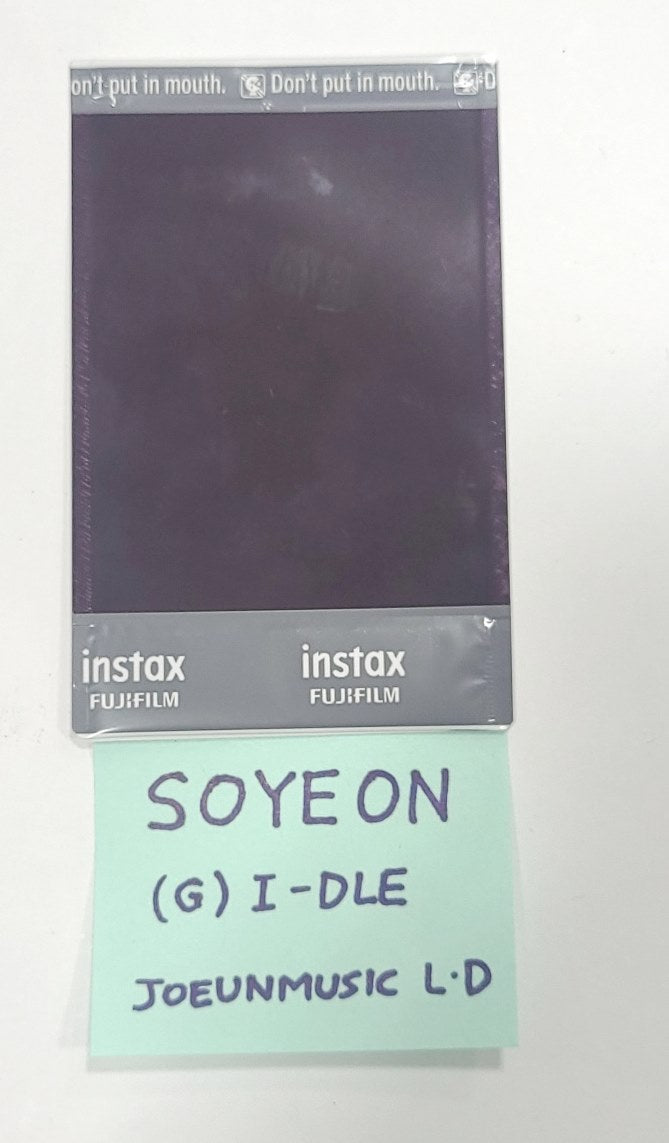 on't put in mouth. Don't put in mouth. D
instax instax
FUJIFILM FUJIFILM
SOYEON
(G) I-DLE
JOEUNMUSIC L·D